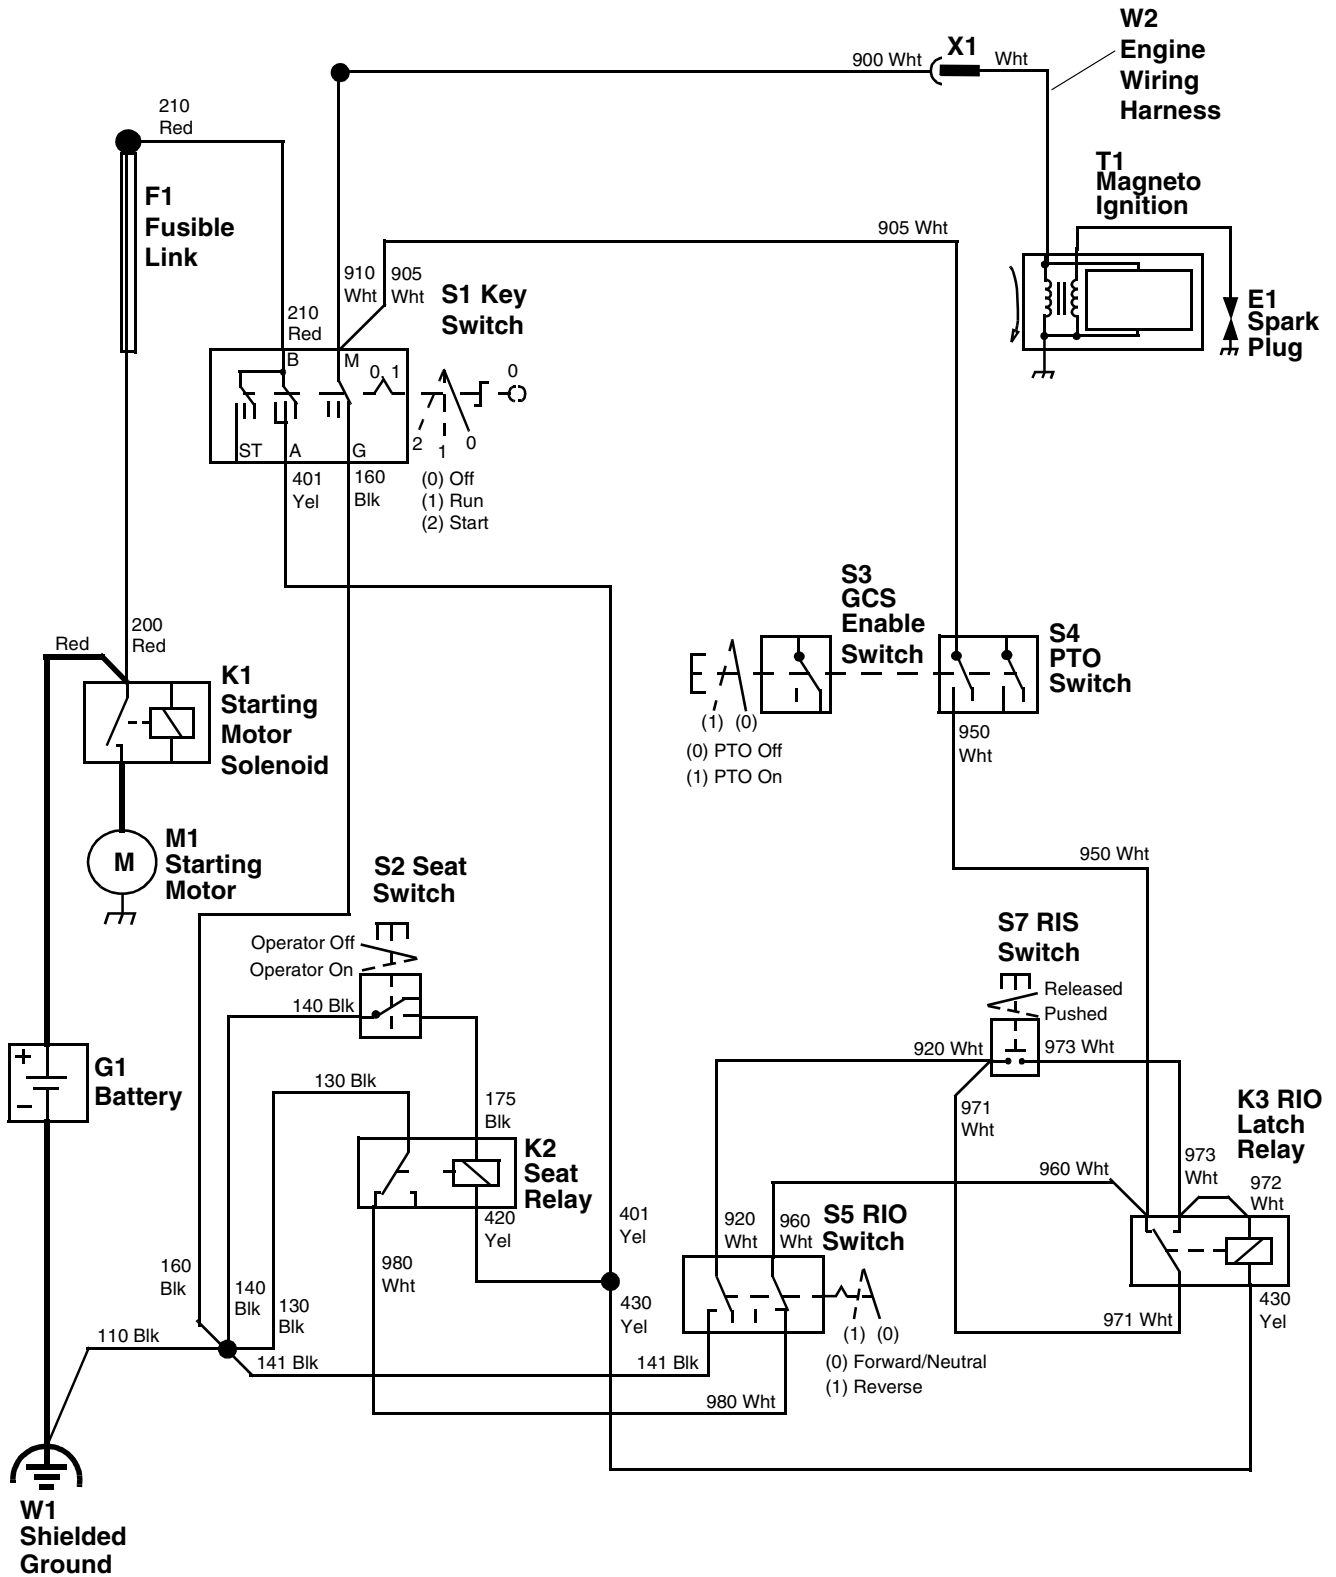 W2
Engine
Wiring
Harness
X1
900 Wht
Wht
210
Red
F1
Fusible
Link
T1
Magneto
Ignition
905 Wht
910
Wht
905
Wht
S1 Key
Switch
210
Red
E1
Spark
Plug
B
M
0 1
0
2
1
0
ST
A
G
401
Yel
160
Blk
(0) Off
(1) Run
(2) Start
S3
GCS
Enable
Switch
S4
PTO
Switch
200
Red
Red
K1
Starting
Motor
Solenoid
(1) (0)
(0) PTO Off
(1) PTO On
950
Wht
M
M1
Starting
Motor
S2 Seat
Switch
950 Wht
Operator Off
Operator On
S7 RIS
Switch
Released
Pushed
140 Blk
+
−
G1
Battery
920 Wht
973 Wht
130 Blk
175
Blk
971
Wht
K3 RIO
Latch
Relay
K2
Seat
Relay
960 Wht
973
Wht
972
Wht
420
Yel
401
Yel
920
Wht
960
Wht
S5 RIO
Switch
160
Blk
980
Wht
140
Blk
130
Blk
430
Yel
430
Yel
110 Blk
971 Wht
(1) (0)
141 Blk
141 Blk
(0) Forward/Neutral
(1) Reverse
980 Wht
W1
Shielded
Ground